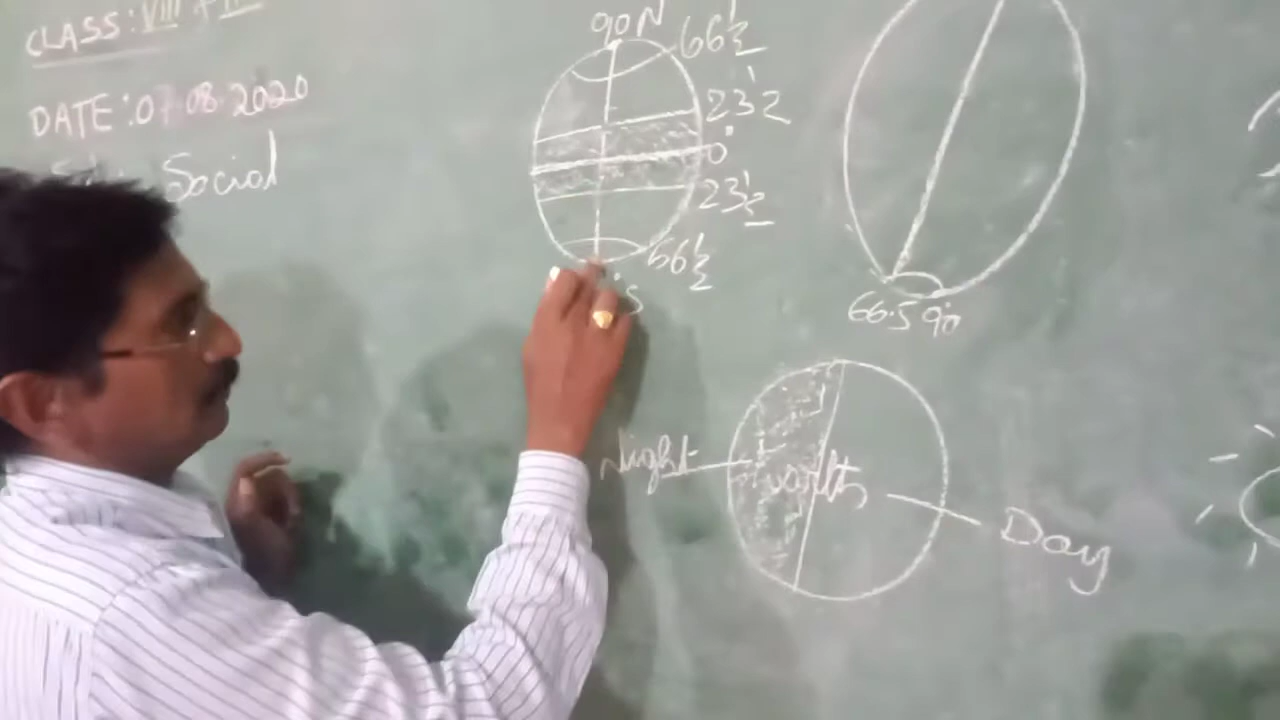 CLASS: VIII
DATE: 07.08.2020
Social
90 N
66½
23½
0°
23½
66½
S
66.5 90
Night
Earth
Day